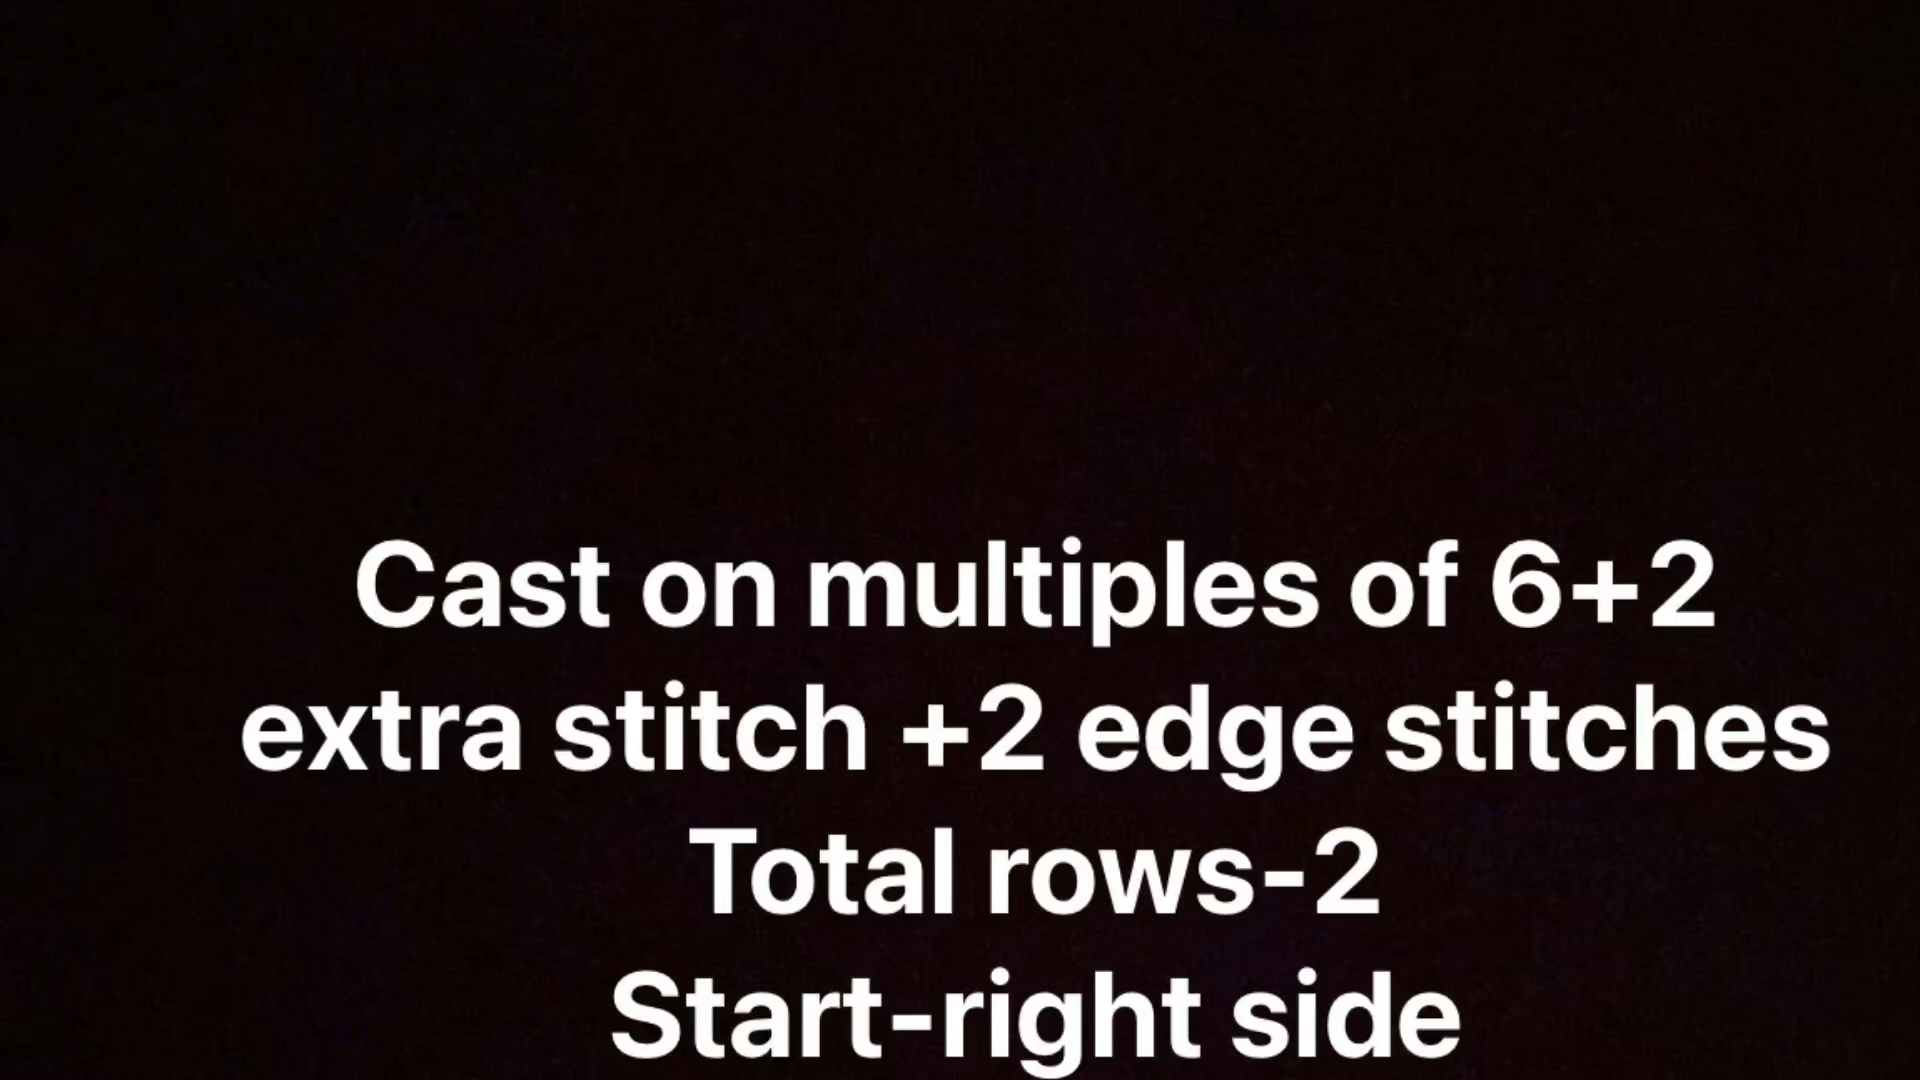 Cast on multiples of 6+2
extra stitch +2 edge stitches
Total rows-2
Start-right side